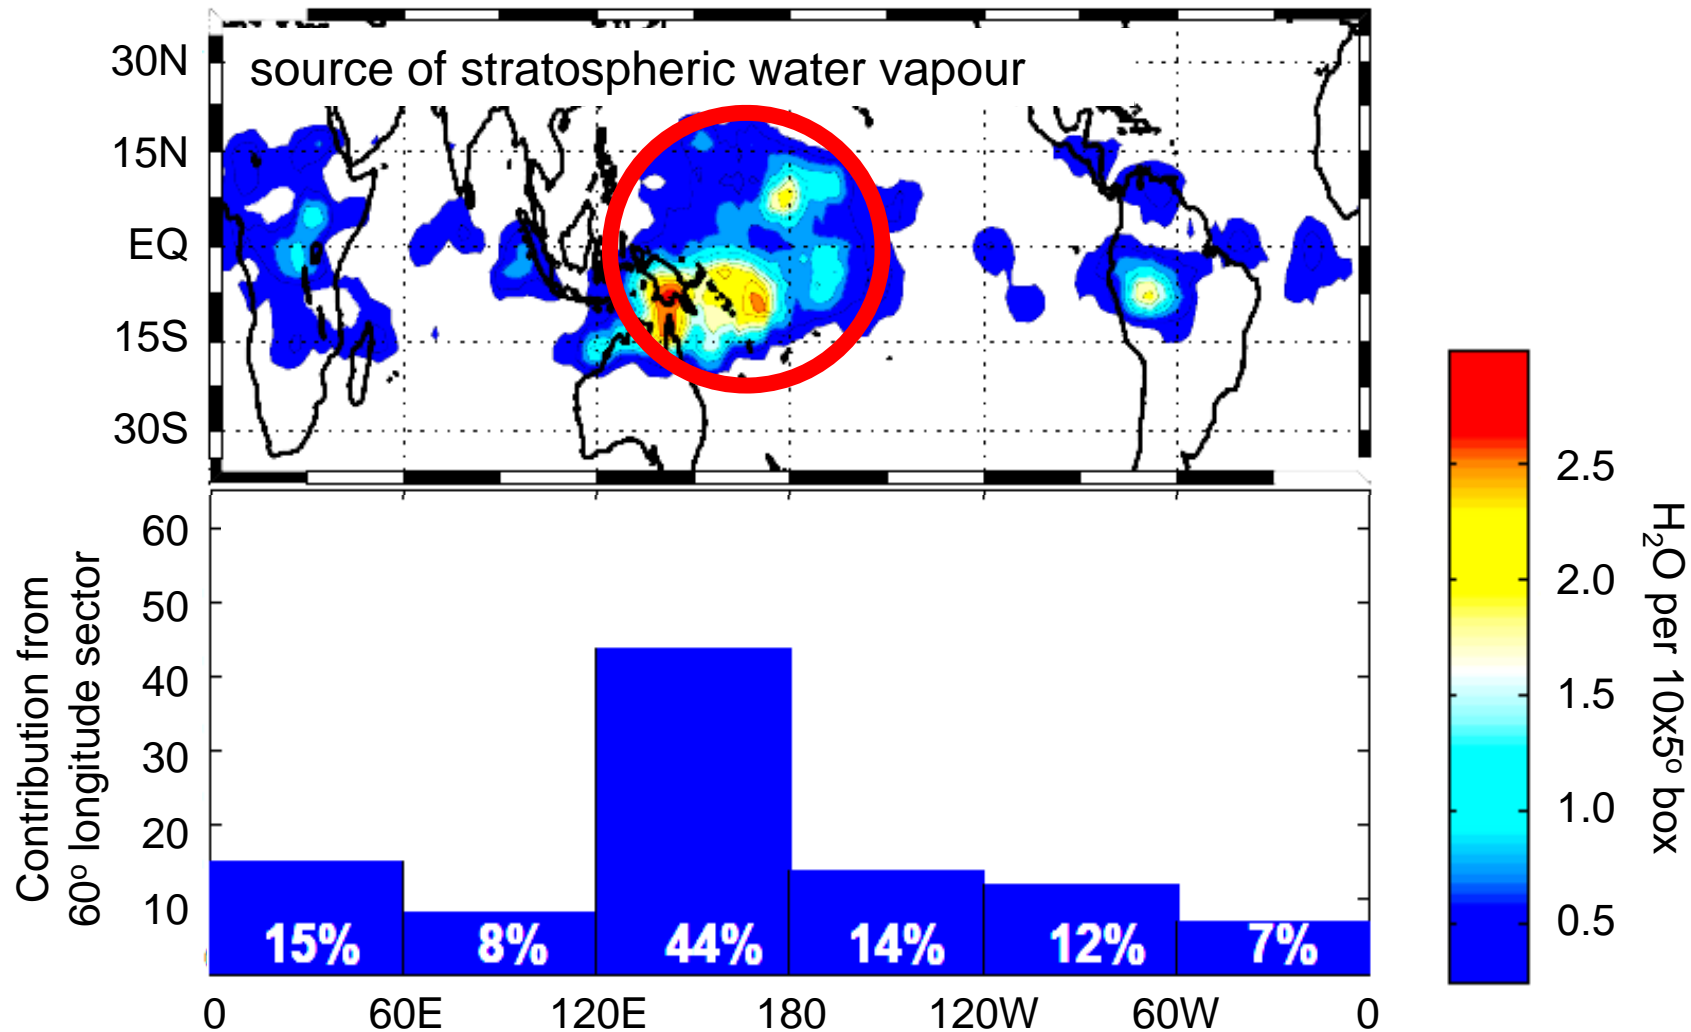 source of stratospheric water vapour
30N
15N
EQ
15S
30S
Contribution from
60º longitude sector
60
50
40
30
20
10
15%
8%
44%
14%
12%
7%
0
60E
120E
180
120W
60W
0
2.5
2.0
1.5
1.0
0.5
H₂O per 10x5º box